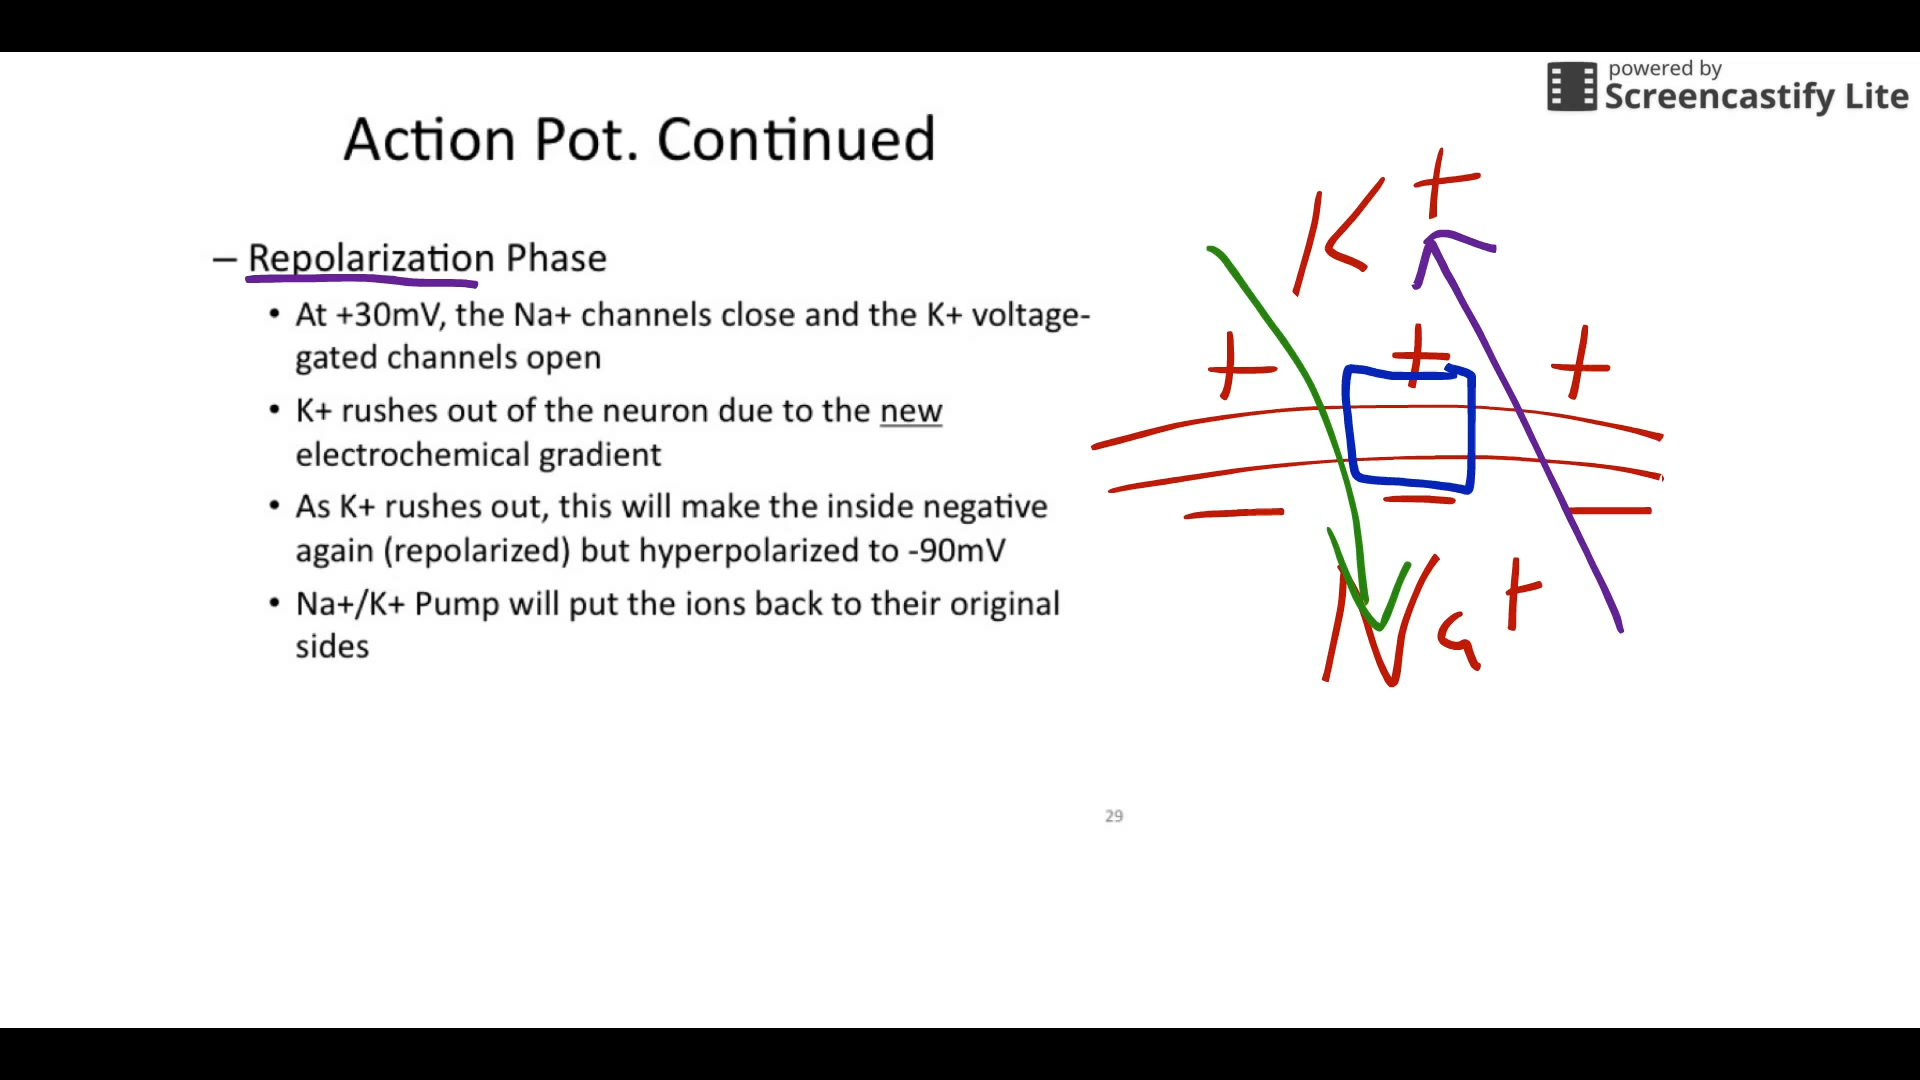 powered by
Screencastify Lite
Action Pot. Continued
– Repolarization Phase
• At +30mV, the Na+ channels close and the K+ voltage-
gated channels open
• K+ rushes out of the neuron due to the new
electrochemical gradient
• As K+ rushes out, this will make the inside negative
again (repolarized) but hyperpolarized to -90mV
• Na+/K+ Pump will put the ions back to their original
sides
K+
+ + +
− − −
Na+
29